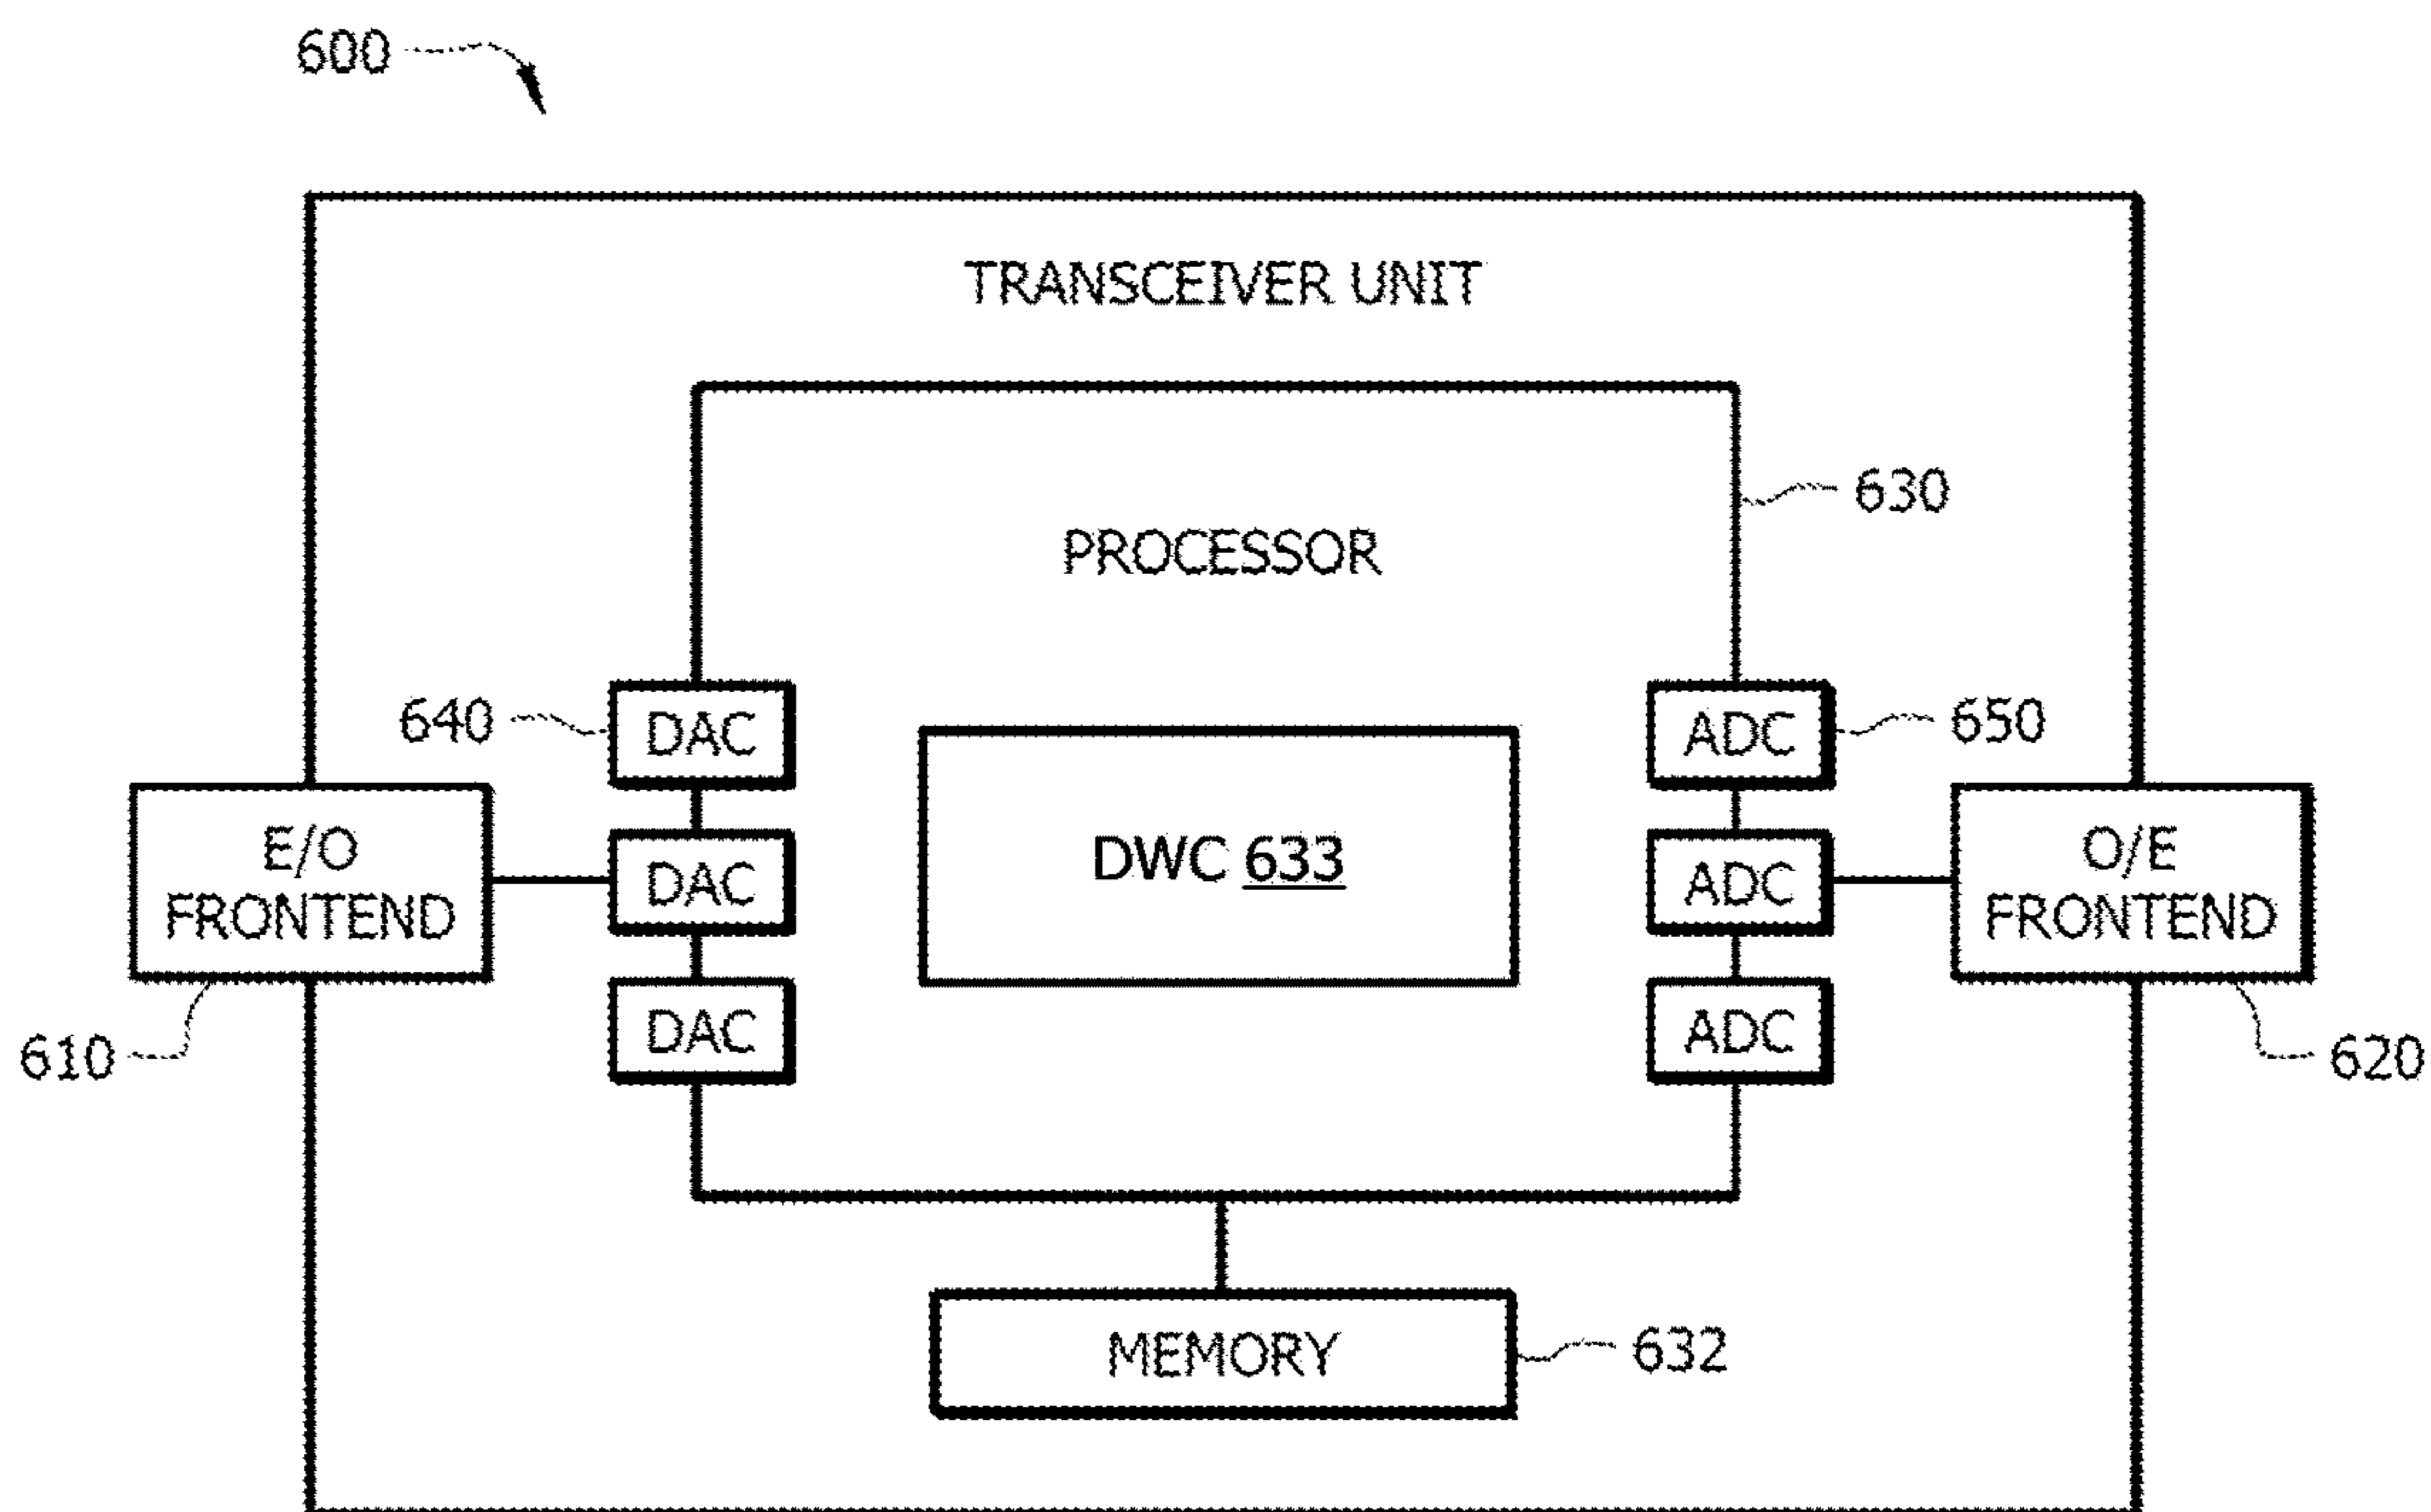 600
TRANSCEIVER UNIT
630
PROCESSOR
640
DAC
ADC
650
E/O
FRONTEND
DAC
DWC 633
ADC
O/E
FRONTEND
610
DAC
ADC
620
MEMORY
632